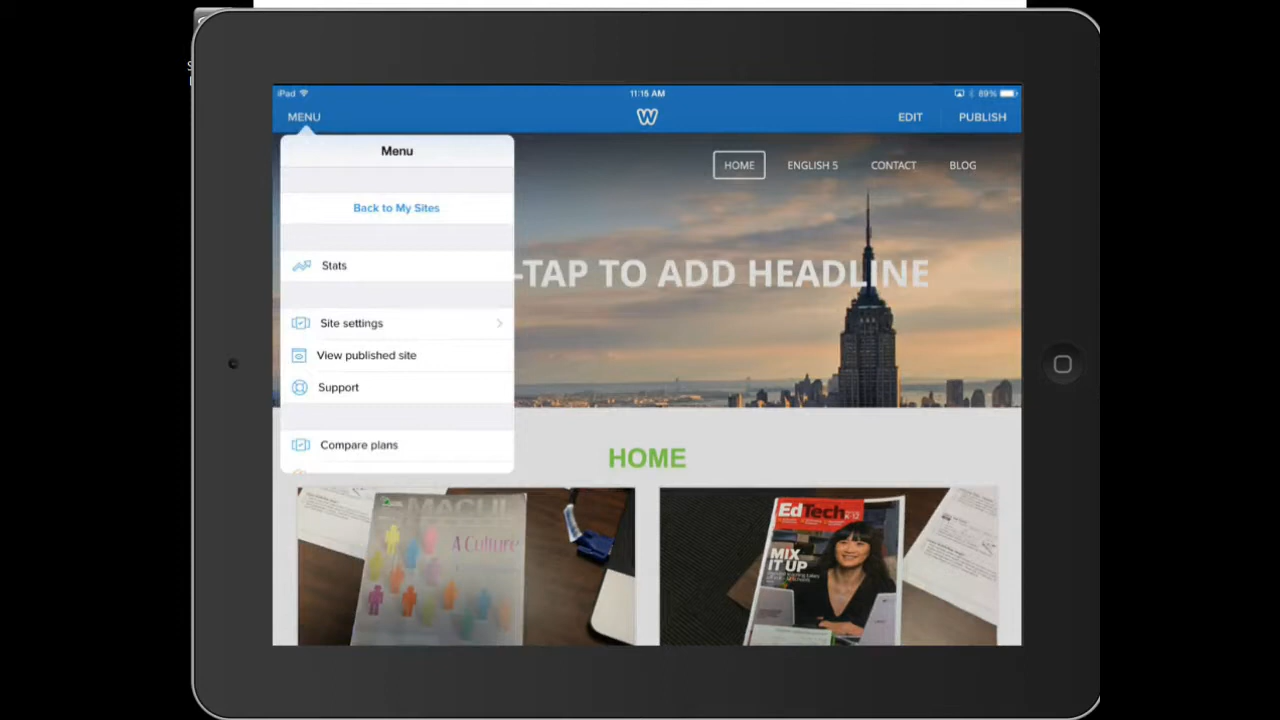 iPad
11:15 AM
89%
MENU
EDIT
PUBLISH
Menu
Back to My Sites
Stats
Site settings
View published site
Support
Compare plans
HOME
ENGLISH 5
CONTACT
BLOG
-TAP TO ADD HEADLINE
HOME
A Culture
EdTech
K-12
MIX
IT UP